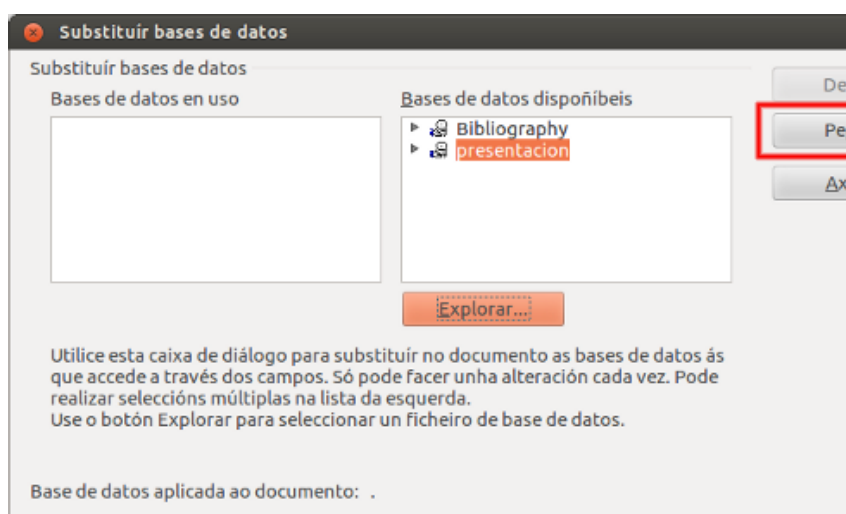 Substituír bases de datos
Substituír bases de datos
Bases de datos en uso
Bases de datos dispoñíbeis
Bibliography
presentacion
De
Pe
Ax
Explorar...
Utilice esta caixa de diálogo para substituír no documento as bases de datos ás
que accede a través dos campos. Só pode facer unha alteración cada vez. Pode
realizar seleccións múltiplas na lista da esquerda.
Use o botón Explorar para seleccionar un ficheiro de base de datos.
Base de datos aplicada ao documento: .